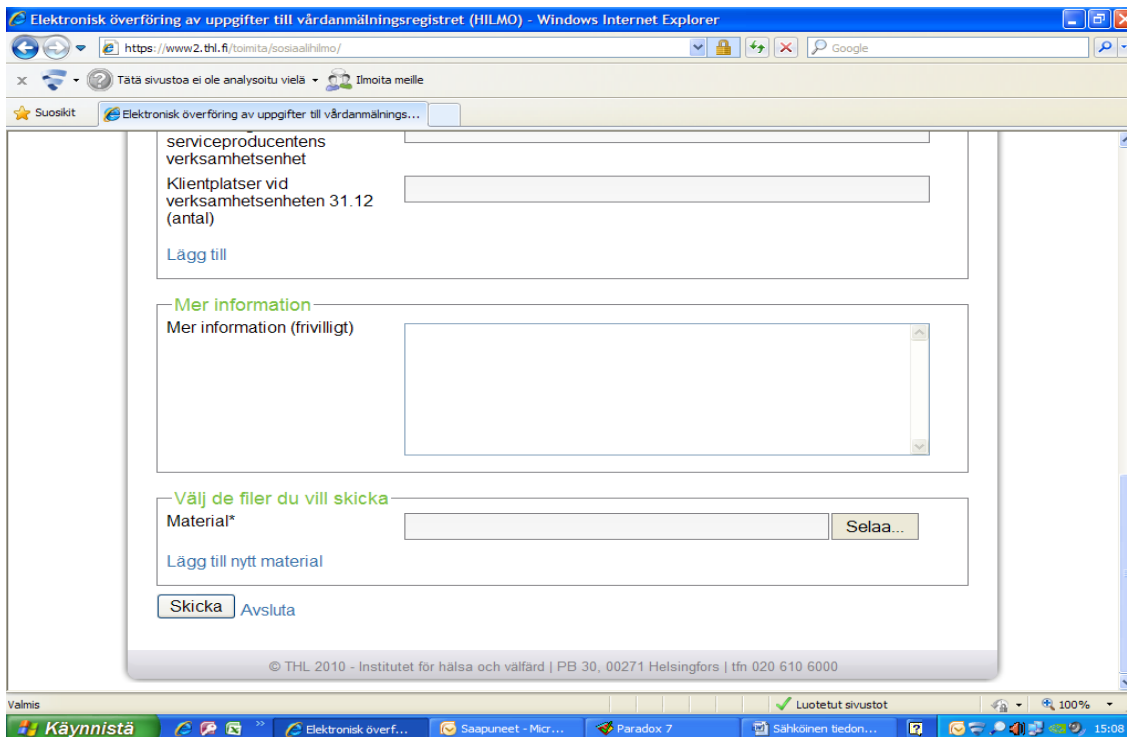 Elektronisk överföring av uppgifter till vårdanmälningsregistret (HILMO) - Windows Internet Explorer
https://www2.thl.fi/toimita/sosiaalihilmo/
Google
x Tätä sivustoa ei ole analysoitu vielä Ilmoita meille
Suosikit Elektronisk överföring av uppgifter till vårdanmälnings...
serviceproducentens
verksamhetsenhet
Klientplatser vid
verksamhetsenheten 31.12
(antal)
Lägg till
Mer information
Mer information (frivilligt)
Välj de filer du vill skicka
Material*
Selaa...
Lägg till nytt material
Skicka Avsluta
© THL 2010 - Institutet för hälsa och välfärd | PB 30, 00271 Helsingfors | tfn 020 610 6000
Valmis Luotetut sivustot 100%
Käynnistä Elektronisk överf... Saapuneet - Micr... Paradox 7 Sähköinen tiedon... 15:08